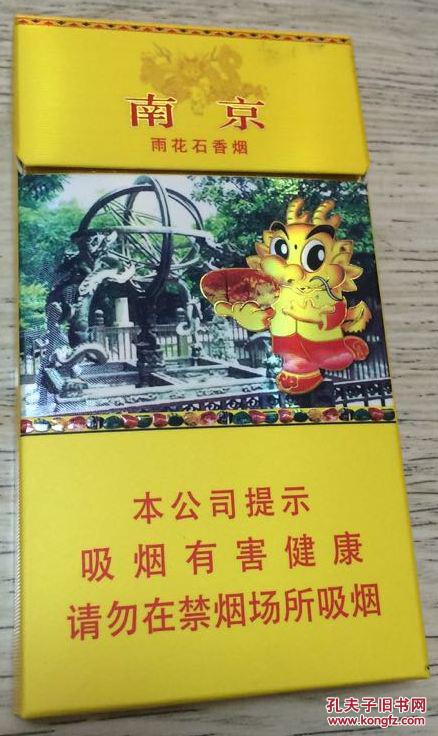 南京
雨花石香烟
本公司提示
吸烟有害健康
请勿在禁烟场所吸烟
孔夫子旧书网
www.kongfz.com